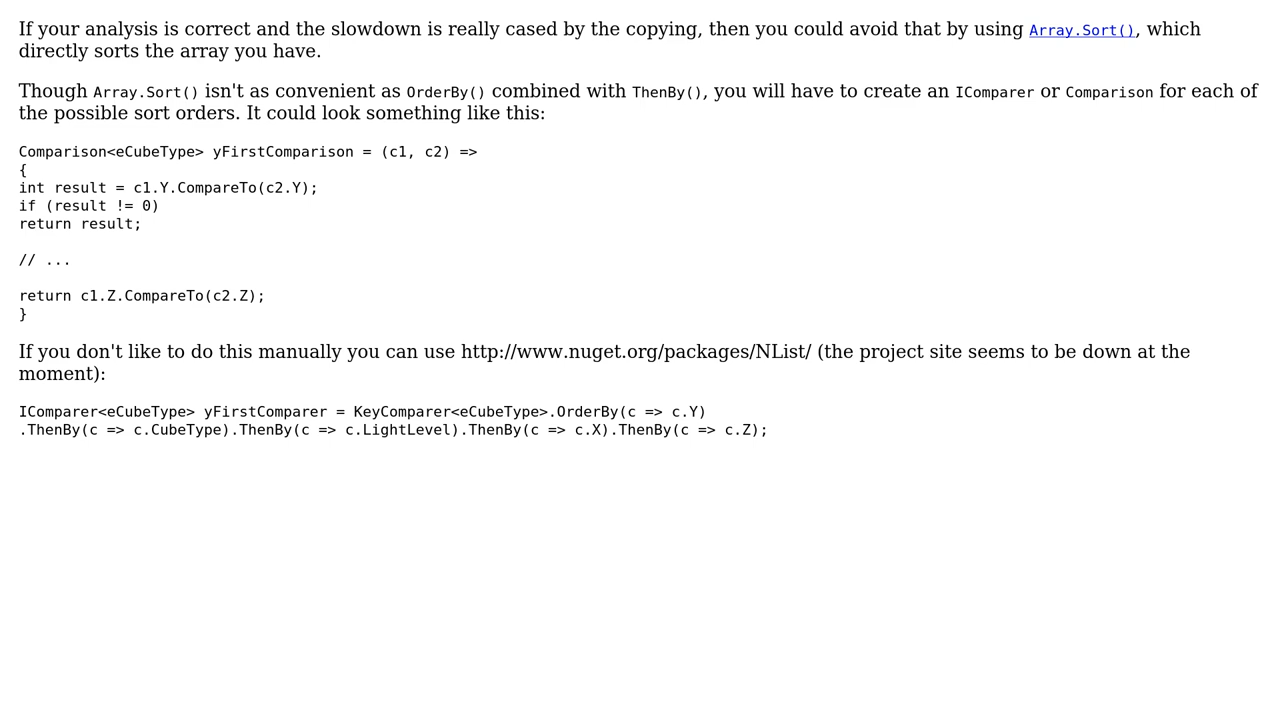 If your analysis is correct and the slowdown is really cased by the copying, then you could avoid that by using Array.Sort(), which
directly sorts the array you have.
Though Array.Sort() isn't as convenient as OrderBy() combined with ThenBy(), you will have to create an IComparer or Comparison for each of
the possible sort orders. It could look something like this:
Comparison<eCubeType> yFirstComparison = (c1, c2) =>
{
int result = c1.Y.CompareTo(c2.Y);
if (result != 0)
return result;
// ...
return c1.Z.CompareTo(c2.Z);
}
If you don't like to do this manually you can use http://www.nuget.org/packages/NList/ (the project site seems to be down at the
moment):
IComparer<eCubeType> yFirstComparer = KeyComparer<eCubeType>.OrderBy(c => c.Y)
.ThenBy(c => c.CubeType).ThenBy(c => c.LightLevel).ThenBy(c => c.X).ThenBy(c => c.Z);